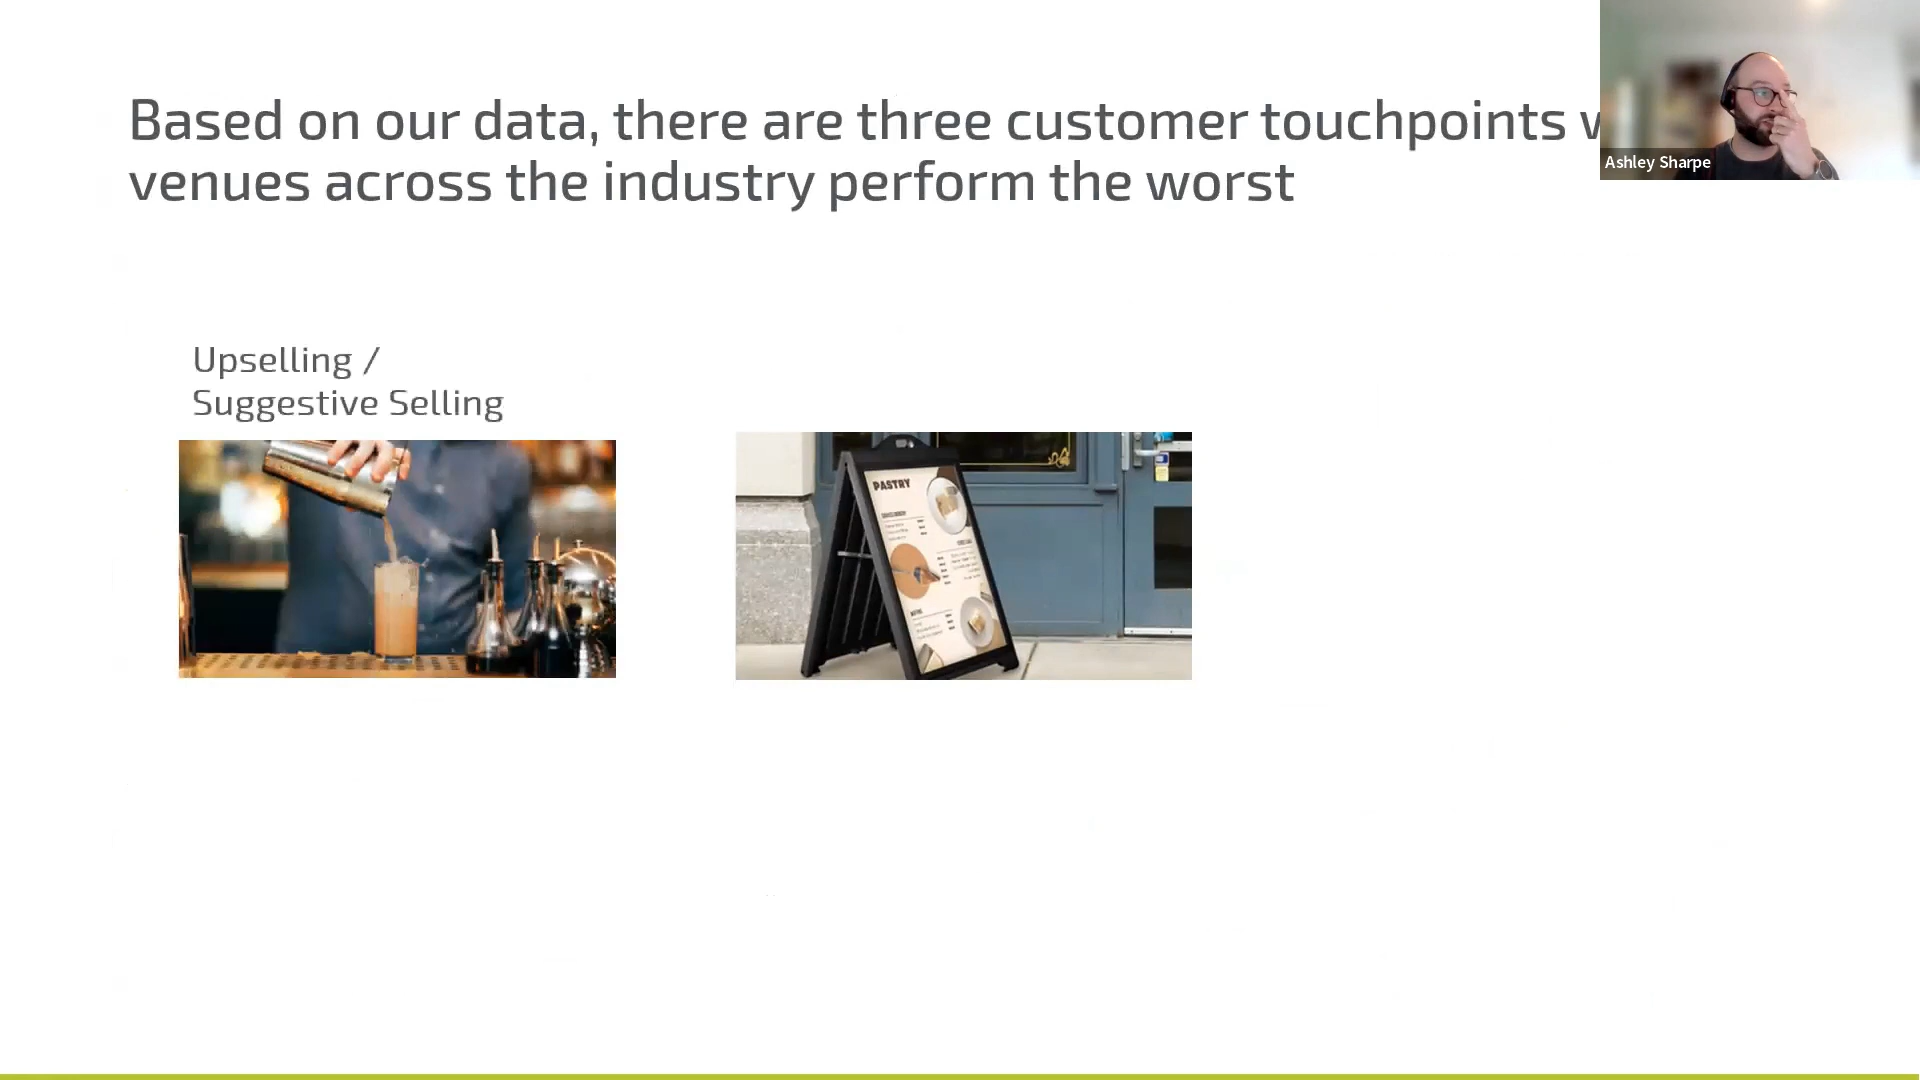 Based on our data, there are three customer touchpoints
venues across the industry perform the worst
Ashley Sharpe
Upselling /
Suggestive Selling
PASTRY